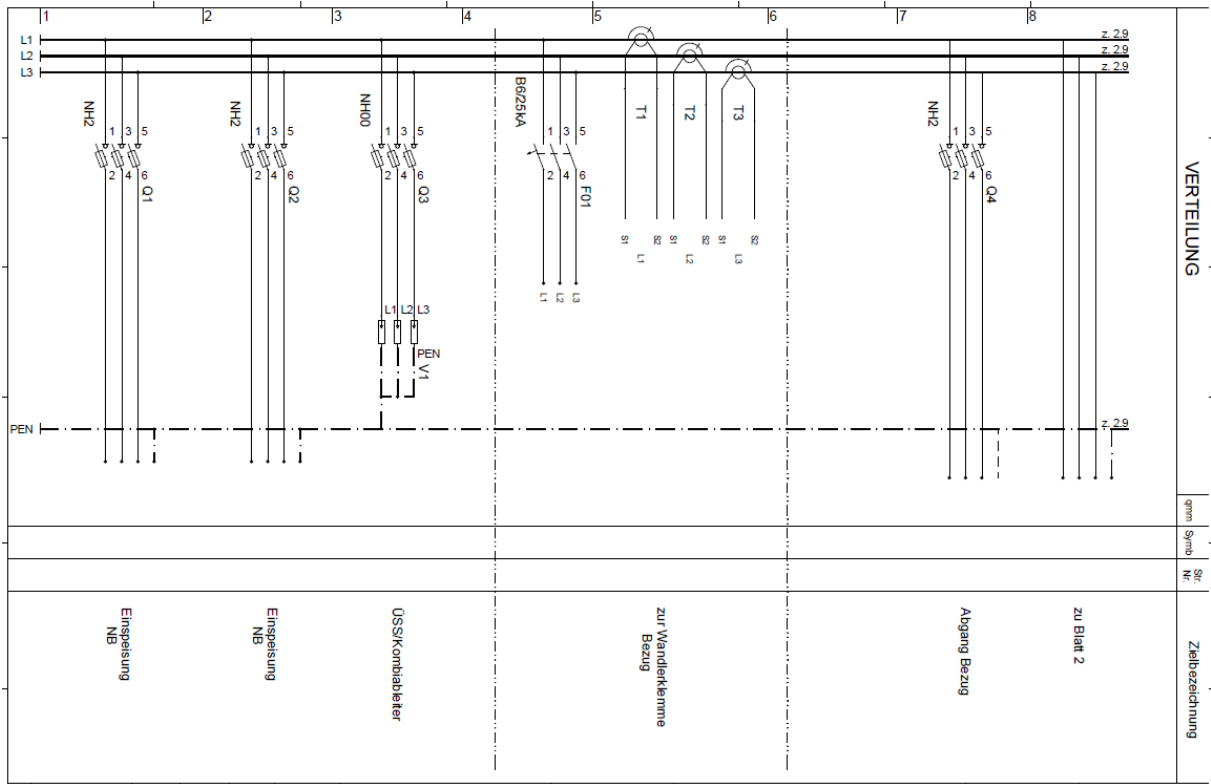 1 2 3 4 5 6 7 8
L1 z. 2.9
L2 z. 2.9
L3 z. 2.9
NH2
1 3 5
2 4 6
Q1
NH2
1 3 5
2 4 6
Q2
NH00
1 3 5
2 4 6
Q3
L1 L2 L3
PEN
V1
B6/25kA
1 3 5
2 4 6
F01
L1 L2 L3
T1
S1 S2
L1
T2
S1 S2
L2
T3
S1 S2
L3
NH2
1 3 5
2 4 6
Q4
PEN z. 2.9
VERTEILUNG
qmm
Symb
Str.
Nr.
Zielbezeichnung
Einspeisung
NB
Einspeisung
NB
ÜSS/Kombiableiter
zur Wandlerklemme
Bezug
Abgang Bezug
zu Blatt 2